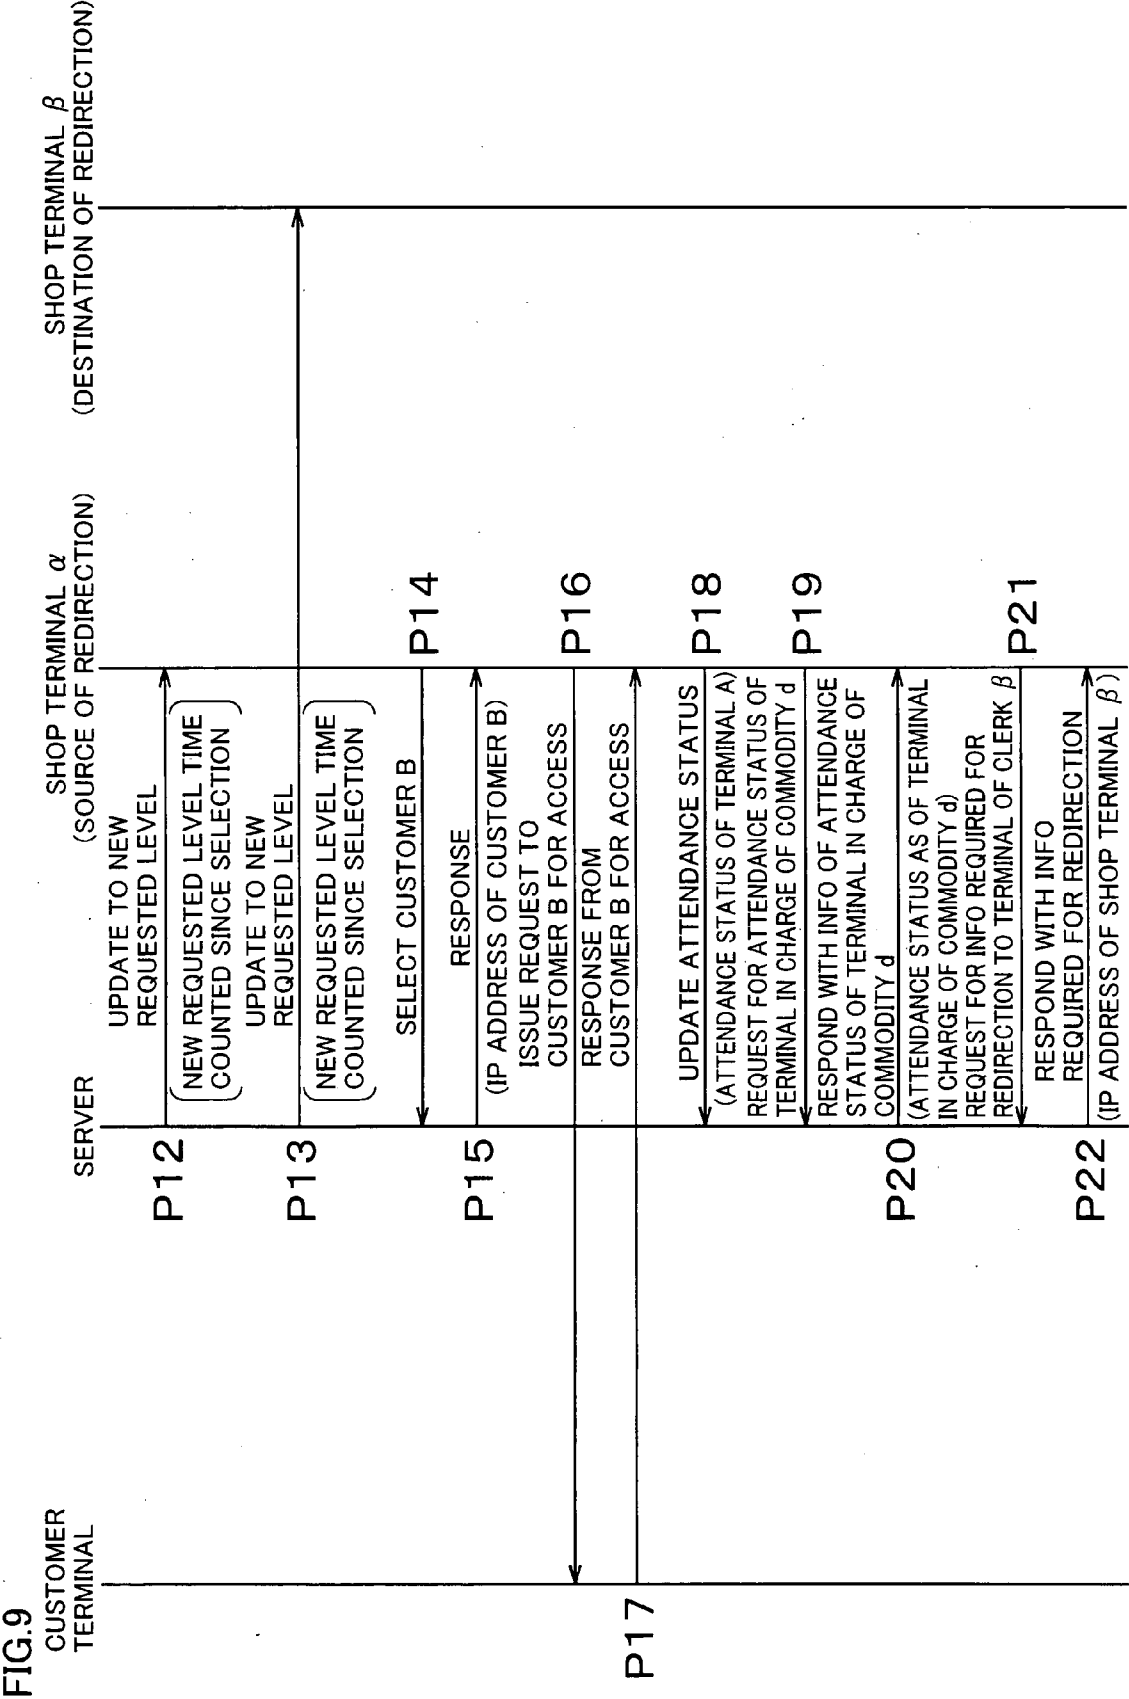 FIG.9
CUSTOMER
TERMINAL
SERVER
SHOP TERMINAL α
(SOURCE OF REDIRECTION)
SHOP TERMINAL β
(DESTINATION OF REDIRECTION)
UPDATE TO NEW
REQUESTED LEVEL
P12
NEW REQUESTED LEVEL TIME
COUNTED SINCE SELECTION
UPDATE TO NEW
REQUESTED LEVEL
P13
NEW REQUESTED LEVEL TIME
COUNTED SINCE SELECTION
SELECT CUSTOMER B
P14
RESPONSE
P15
(IP ADDRESS OF CUSTOMER B)
ISSUE REQUEST TO
CUSTOMER B FOR ACCESS
P16
RESPONSE FROM
CUSTOMER B FOR ACCESS
P17
UPDATE ATTENDANCE STATUS
P18
(ATTENDANCE STATUS OF TERMINAL A)
REQUEST FOR ATTENDANCE STATUS OF
TERMINAL IN CHARGE OF COMMODITY d
P19
RESPOND WITH INFO OF ATTENDANCE
STATUS OF TERMINAL IN CHARGE OF
COMMODITY d
P20
(ATTENDANCE STATUS AS OF TERMINAL
IN CHARGE OF COMMODITY d)
REQUEST FOR INFO REQUIRED FOR
REDIRECTION TO TERMINAL OF CLERK β
P21
RESPOND WITH INFO
REQUIRED FOR REDIRECTION
P22
(IP ADDRESS OF SHOP TERMINAL β)